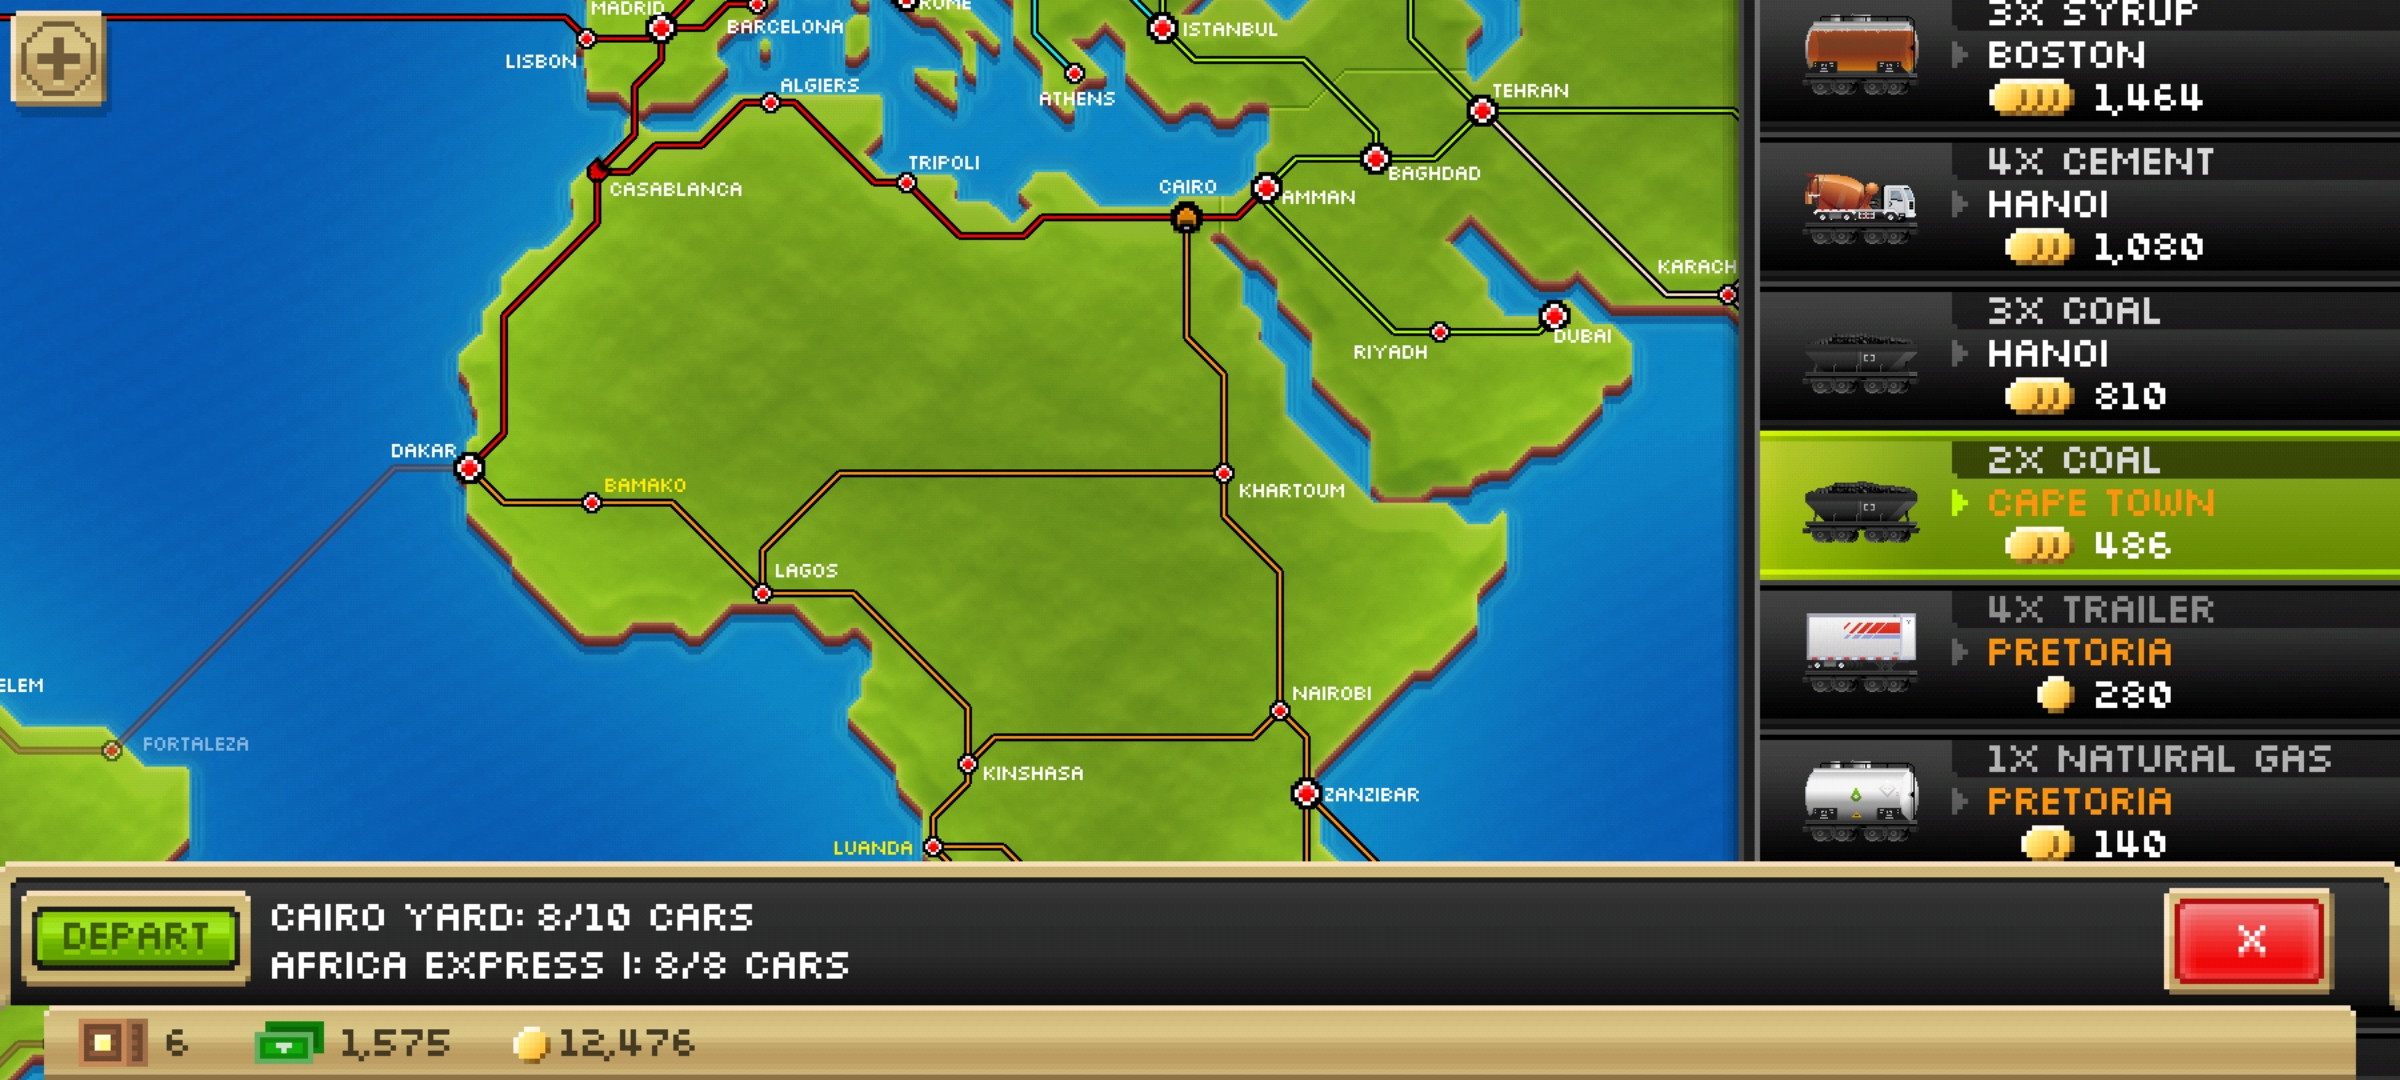 MADRID
ROME
BARCELONA
ISTANBUL
LISBON
ALGIERS
ATHENS
TEHRAN
TRIPOLI
BAGHDAD
CASABLANCA
CAIRO
AMMAN
KARACH
RIYADH
DUBAI
DAKAR
BAMAKO
KHARTOUM
LAGOS
ELEM
NAIROBI
FORTALEZA
KINSHASA
ZANZIBAR
LUANDA
3X SYRUP
BOSTON
1,464
4X CEMENT
HANOI
1,080
3X COAL
HANOI
810
2X COAL
CAPE TOWN
486
4X TRAILER
PRETORIA
280
1X NATURAL GAS
PRETORIA
140
DEPART
CAIRO YARD: 8/10 CARS
AFRICA EXPRESS I: 8/8 CARS
X
6
1,575
12,476